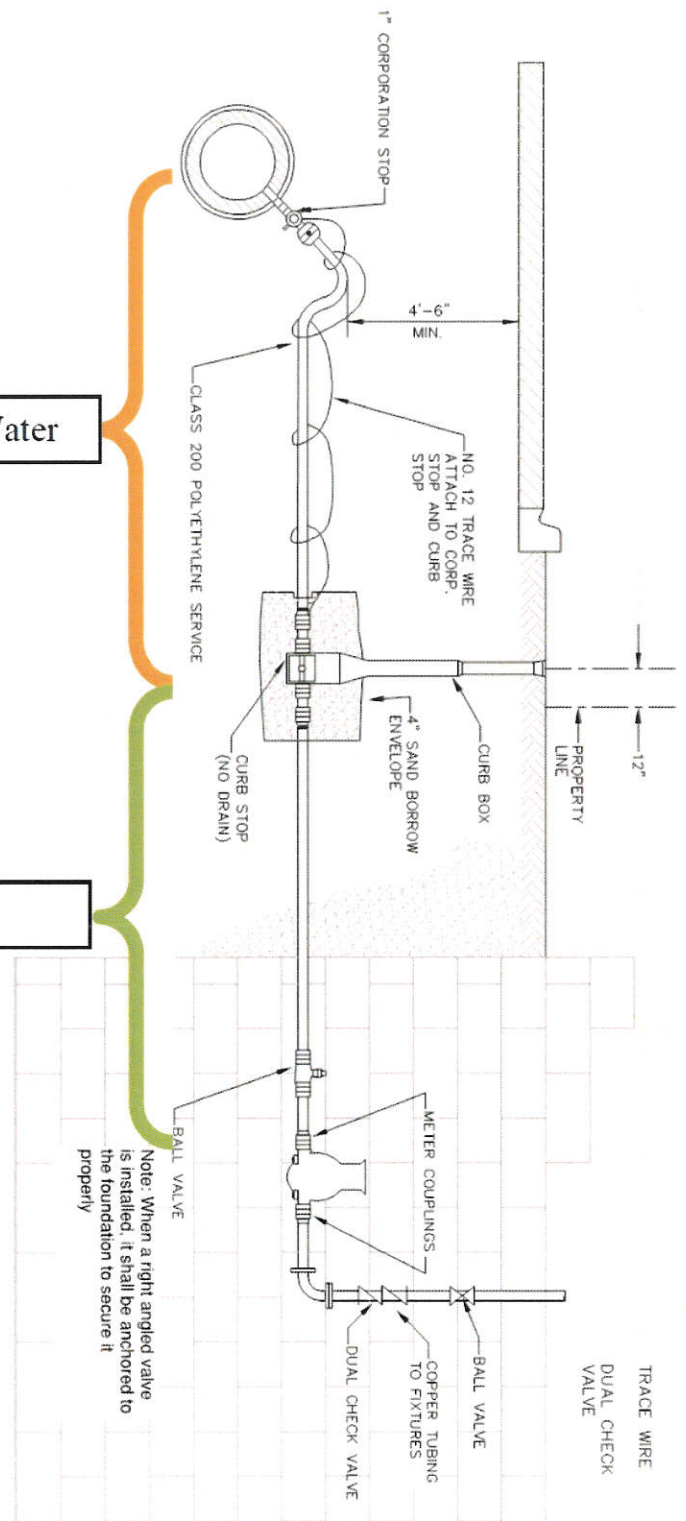 TRACE WIRE
DUAL CHECK
VALVE
12"
PROPERTY
LINE
1" CORPORATION STOP
4'-6"
MIN.
NO. 12 TRACE WIRE
ATTACH TO CORP.
STOP AND CURB
STOP
CURB BOX
4" SAND BORROW
ENVELOPE
CLASS 200 POLYETHYLENE SERVICE
CURB STOP
(NO DRAIN)
METER COUPLINGS
BALL VALVE
COPPER TUBING
TO FIXTURES
DUAL CHECK VALVE
BALL VALVE
Note: When a right angled valve
is installed, it shall be anchored to
the foundation to secure it
properly